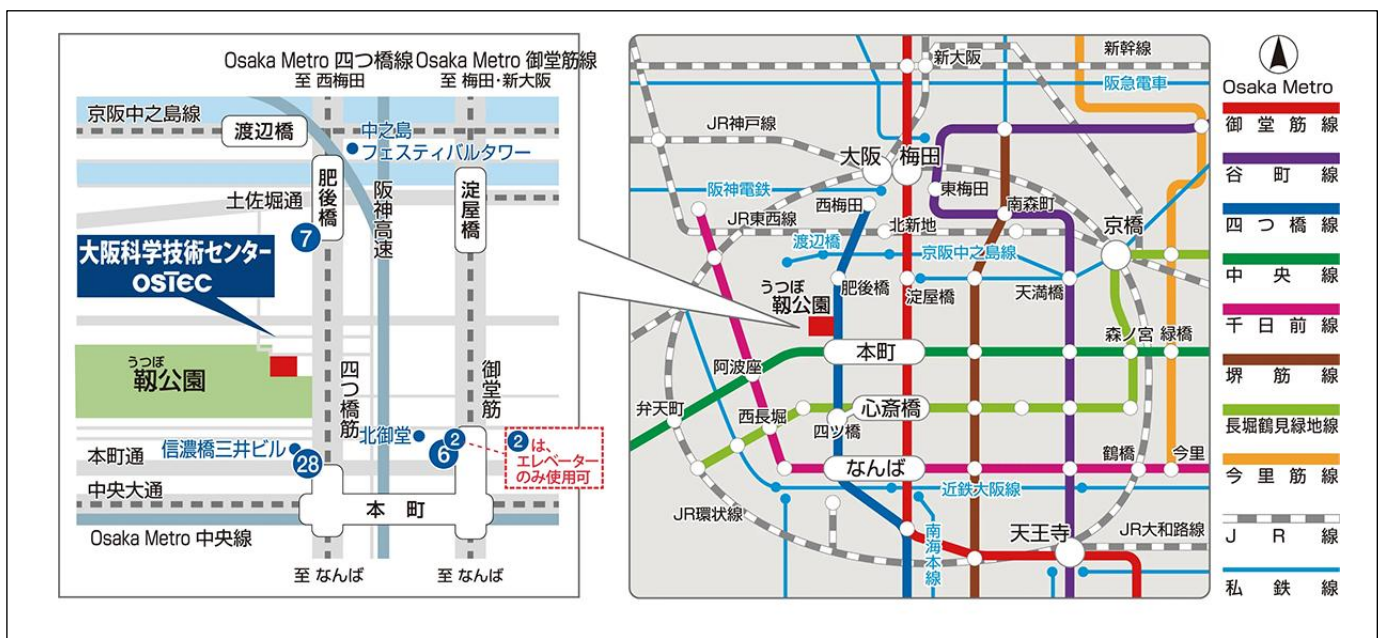 Osaka Metro 四つ橋線
Osaka Metro 御堂筋線
至 西梅田
至 梅田・新大阪
京阪中之島線
渡辺橋
中之島
フェスティバルタワー
肥後橋
淀屋橋
土佐堀通
阪神高速
7
大阪科学技術センター
OSTEC
うつぼ
靭公園
四つ橋筋
御堂筋
北御堂
信濃橋三井ビル
28
6
2
2は、
エレベーター
のみ使用可
本町通
中央大通
本町
Osaka Metro 中央線
至 なんば
至 なんば
新幹線
新大阪
阪急電車
JR神戸線
大阪
梅田
阪神電鉄
東梅田
西梅田
南森町
JR東西線
北新地
京橋
渡辺橋
京阪中之島線
肥後橋
淀屋橋
天満橋
うつぼ
靭公園
森ノ宮
緑橋
本町
阿波座
弁天町
西長堀
心斎橋
四ツ橋
なんば
鶴橋
今里
近鉄大阪線
JR環状線
南海本線
天王寺
JR大和路線
Osaka Metro
御堂筋線
谷町線
四つ橋線
中央線
千日前線
堺筋線
長堀鶴見緑地線
今里筋線
JR線
私鉄線